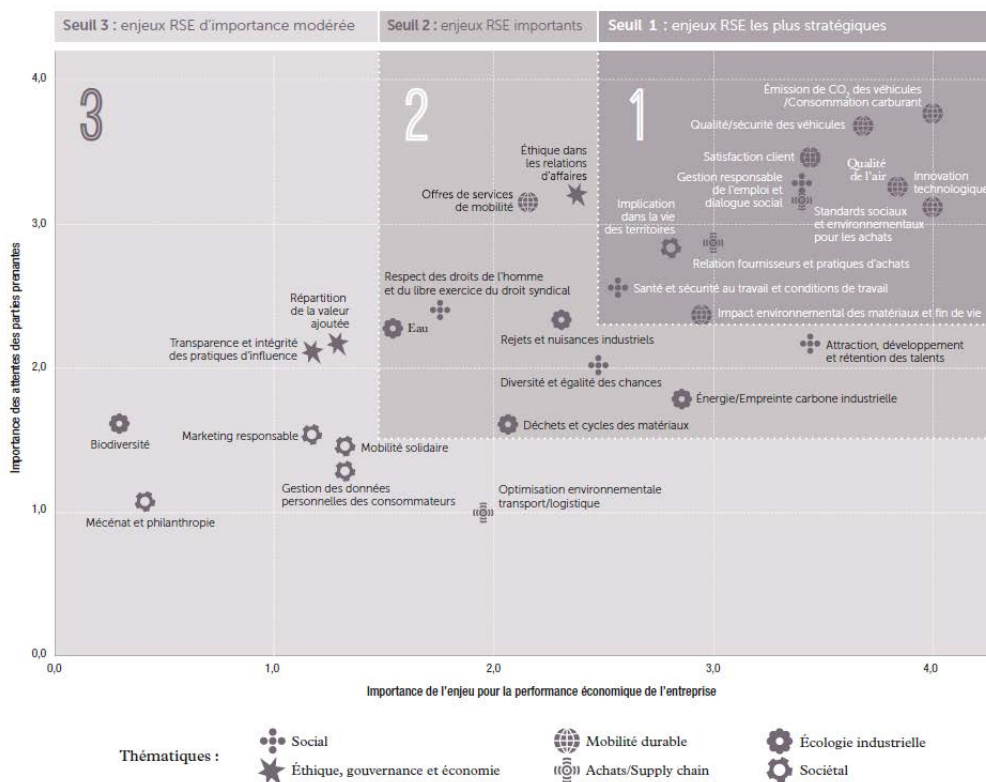 Seuil 3 : enjeux RSE d'importance modérée
Seuil 2 : enjeux RSE importants
Seuil 1 : enjeux RSE les plus stratégiques
Importance des attentes des parties prenantes
4,0
3,0
2,0
1,0
0,0
3
2
1
Émission de CO2 des véhicules
/Consommation carburant
Qualité/sécurité des véhicules
Satisfaction client
Qualité
de l'air
Innovation
technologique
Gestion responsable
de l'emploi et
dialogue social
Standards sociaux
et environnementaux
pour les achats
Implication
dans la vie
des territoires
Relation fournisseurs et pratiques d'achats
Santé et sécurité au travail et conditions de travail
Impact environnemental des matériaux et fin de vie
Éthique dans
les relations
d'affaires
Offres de services
de mobilité
Respect des droits de l'homme
et du libre exercice du droit syndical
Eau
Rejets et nuisances industriels
Diversité et égalité des chances
Attraction, développement
et rétention des talents
Énergie/Empreinte carbone industrielle
Déchets et cycles des matériaux
Répartition
de la valeur
ajoutée
Transparence et intégrité
des pratiques d'influence
Biodiversité
Marketing responsable
Mobilité solidaire
Gestion des données
personnelles des consommateurs
Mécénat et philanthropie
Optimisation environnementale
transport/logistique
0,0
1,0
2,0
3,0
4,0
Importance de l'enjeu pour la performance économique de l'entreprise
Thématiques :
Social
Mobilité durable
Écologie industrielle
Éthique, gouvernance et économie
Achats/Supply chain
Sociétal